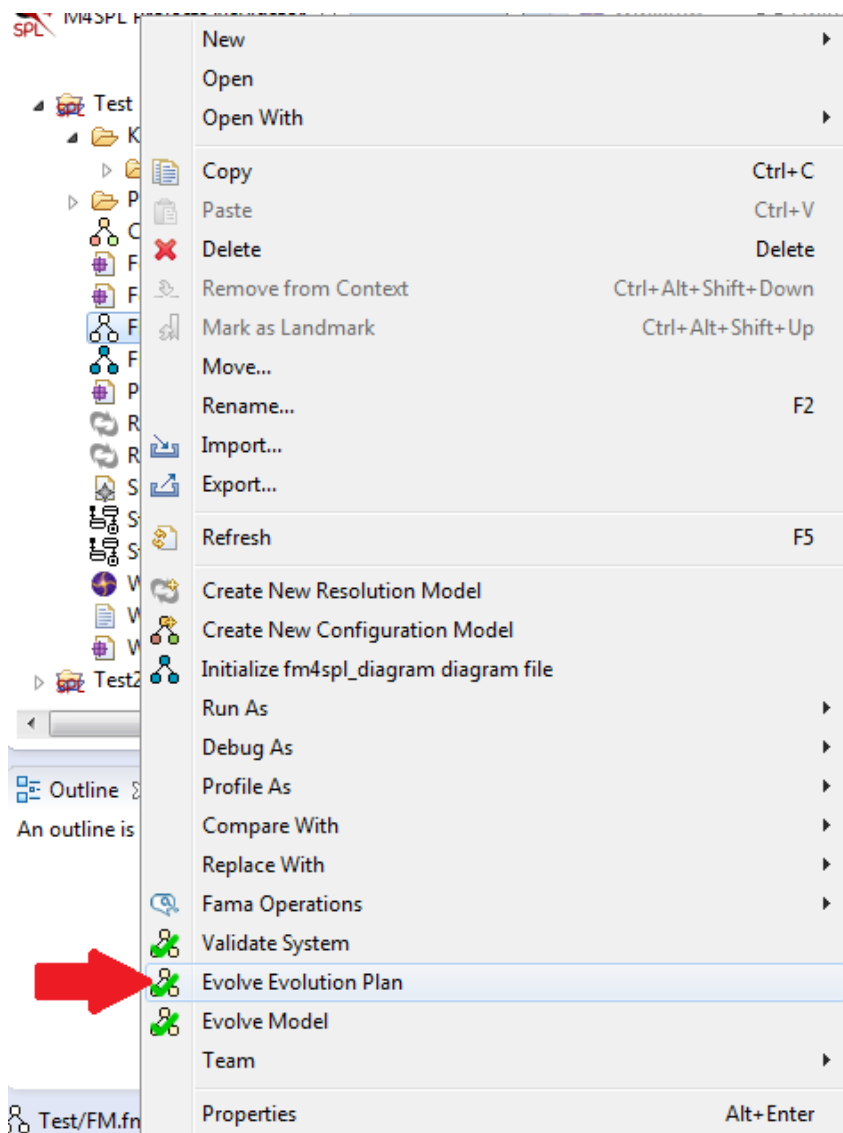 SPL
M4SPL
New
Open
Test
Open With
K
Copy Ctrl+C
P
Paste Ctrl+V
C
Delete Delete
F
Remove from Context Ctrl+Alt+Shift+Down
F
Mark as Landmark Ctrl+Alt+Shift+Up
F
F
Move...
P
Rename... F2
R
Import...
R
S
Export...
S
Refresh F5
S
W
Create New Resolution Model
W
Create New Configuration Model
W
Initialize fm4spl_diagram diagram file
Test2
Run As
Debug As
Outline
Profile As
An outline is
Compare With
Replace With
Fama Operations
Validate System
Evolve Evolution Plan
Evolve Model
Team
Properties Alt+Enter
Test/FM.fm